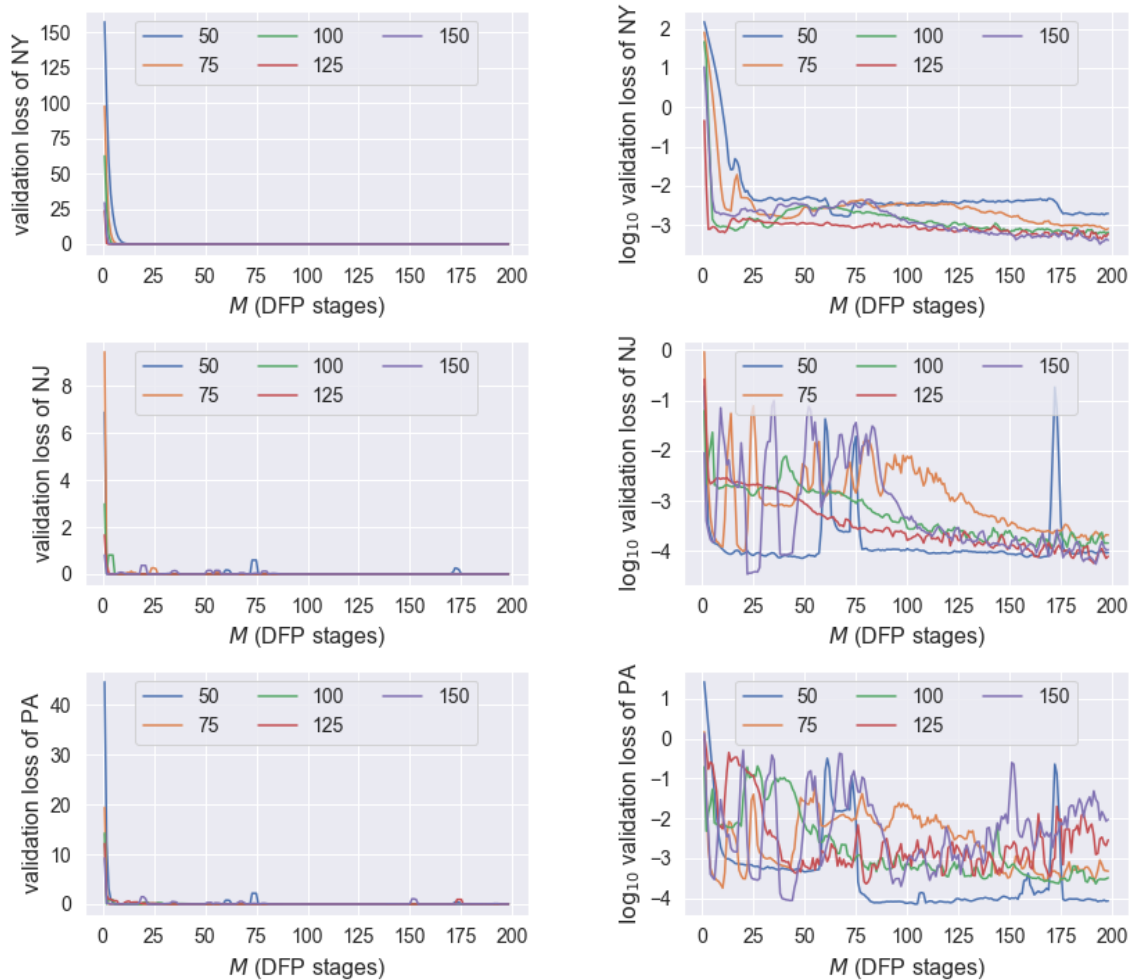 validation loss of NY
150
125
100
75
50
25
0
50 100 150
75 125
0 25 50 75 100 125 150 175 200
M (DFP stages)
log10 validation loss of NY
2
1
0
−1
−2
−3
50 100 150
75 125
0 25 50 75 100 125 150 175 200
M (DFP stages)
validation loss of NJ
8
6
4
2
0
50 100 150
75 125
0 25 50 75 100 125 150 175 200
M (DFP stages)
log10 validation loss of NJ
0
−1
−2
−3
−4
50 100 150
75 125
0 25 50 75 100 125 150 175 200
M (DFP stages)
validation loss of PA
40
30
20
10
0
50 100 150
75 125
0 25 50 75 100 125 150 175 200
M (DFP stages)
log10 validation loss of PA
1
0
−1
−2
−3
−4
50 100 150
75 125
0 25 50 75 100 125 150 175 200
M (DFP stages)